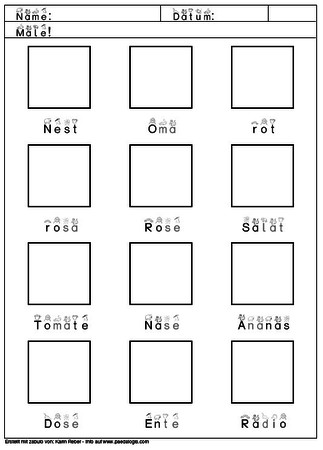 Name: Datum:
Male!
Nest Oma rot
rosa Rose Salat
Tomate Nase Ananas
Dose Ente Radio
Erstellt mit zabulo von: Karin Reber - Info auf www.paedalogis.com